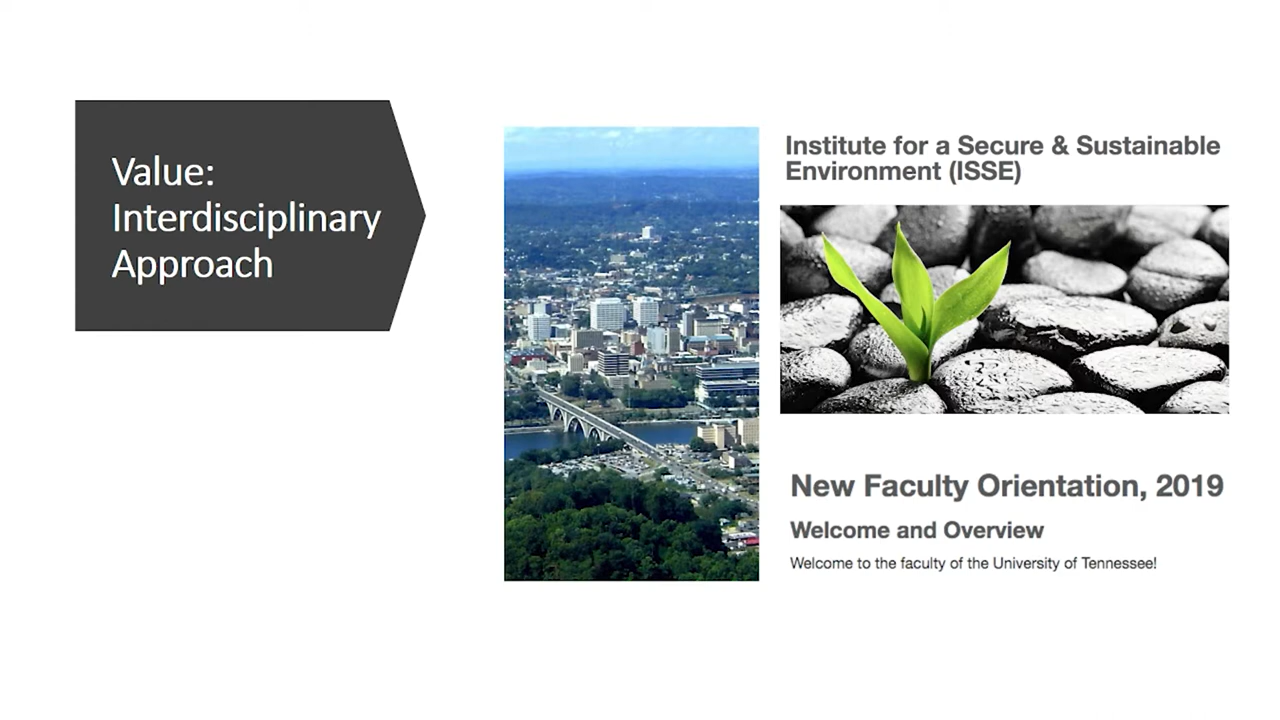 Value:
Interdisciplinary
Approach
Institute for a Secure & Sustainable
Environment (ISSE)
New Faculty Orientation, 2019
Welcome and Overview
Welcome to the faculty of the University of Tennessee!